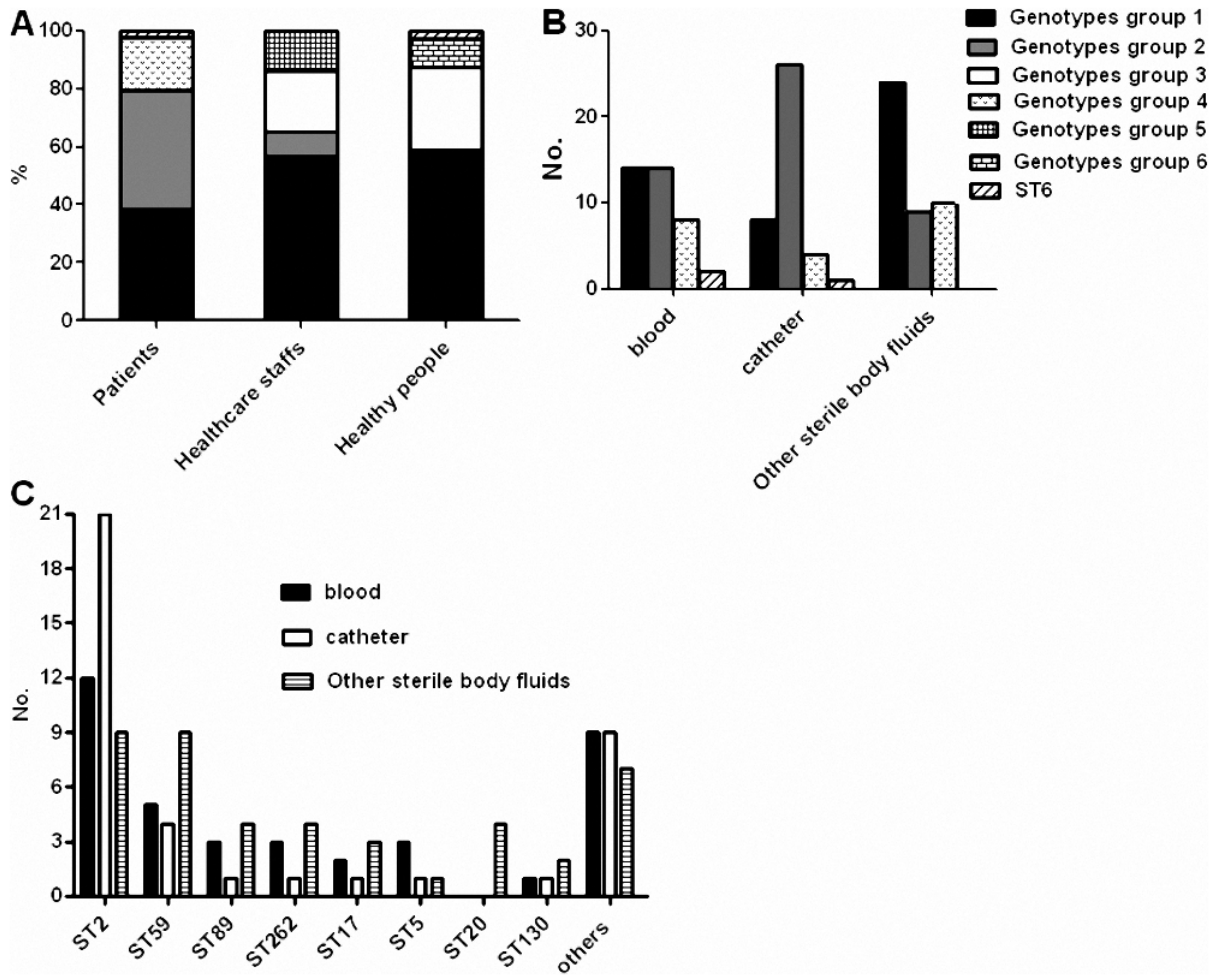 A
100
80
60
40
20
0
%
Patients
Healthcare staffs
Healthy people
B
30
20
10
0
No.
blood
catheter
Other sterile body fluids
Genotypes group 1
Genotypes group 2
Genotypes group 3
Genotypes group 4
Genotypes group 5
Genotypes group 6
ST6
C
21
18
15
12
9
6
3
0
No.
blood
catheter
Other sterile body fluids
ST2
ST59
ST89
ST262
ST17
ST5
ST20
ST130
others